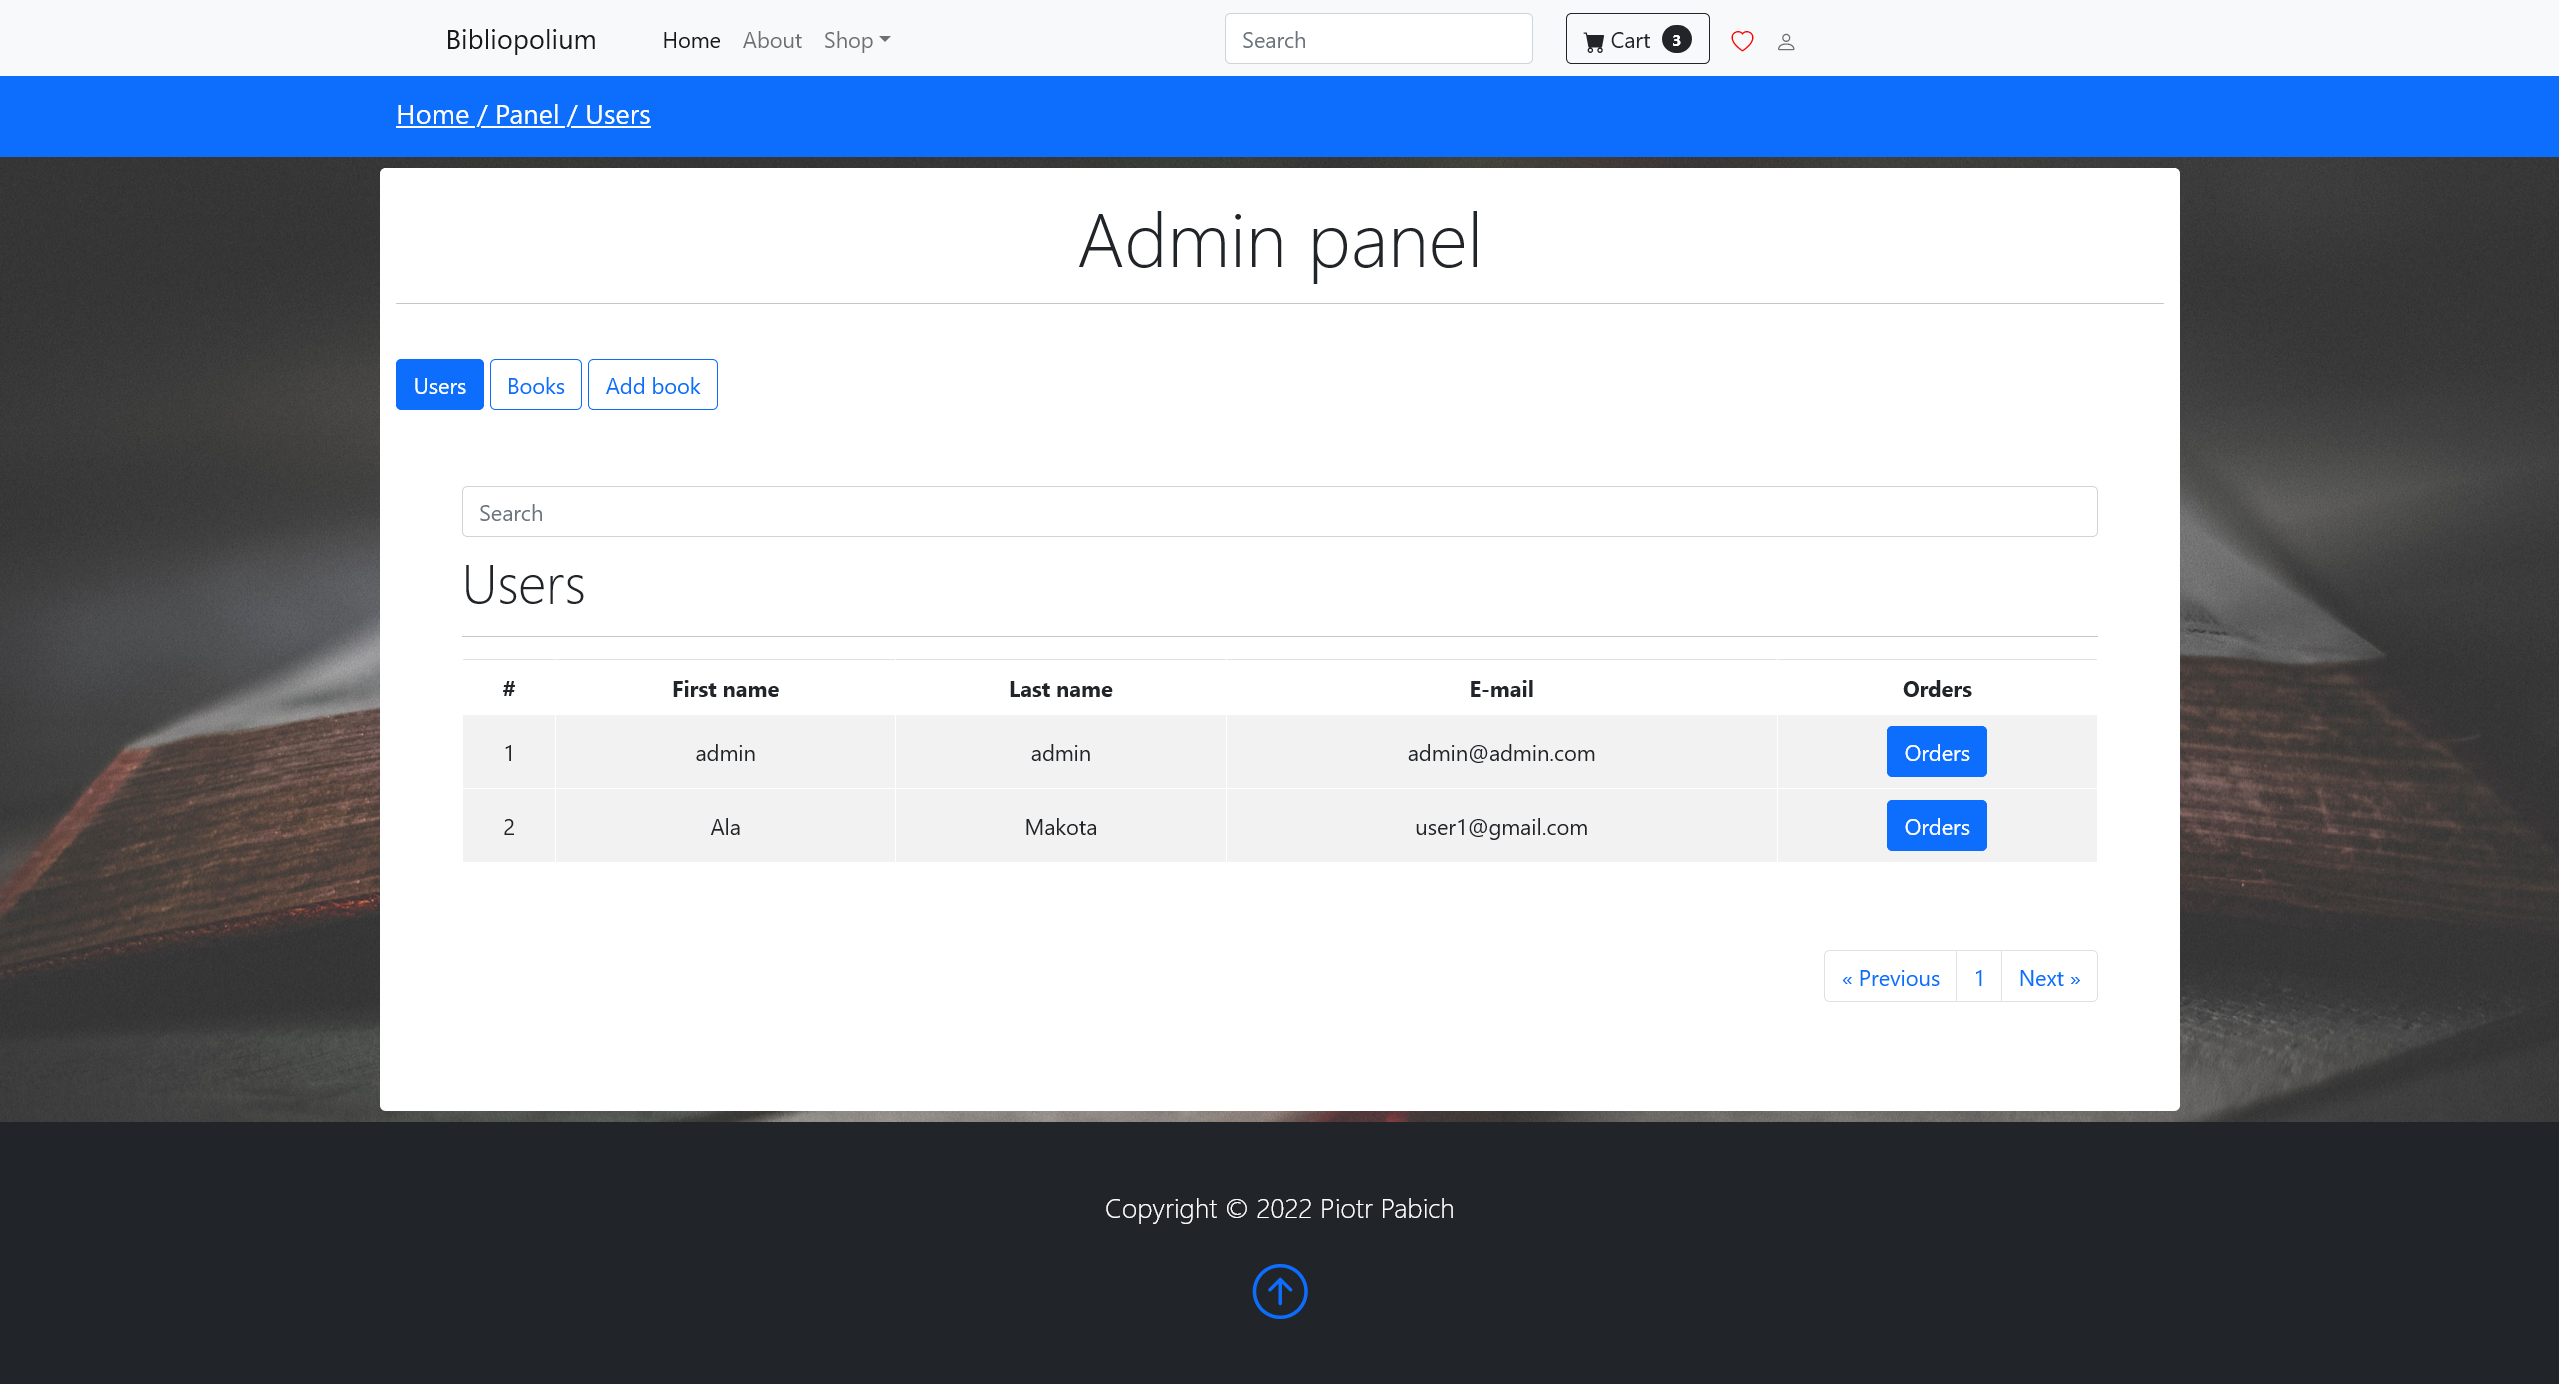 Bibliopolium Home About Shop Search Cart 3
Home / Panel / Users
Admin panel
Users Books Add book
Search
Users
# First name Last name E-mail Orders
1 admin admin admin@admin.com Orders
2 Ala Makota user1@gmail.com Orders
« Previous 1 Next »
Copyright © 2022 Piotr Pabich